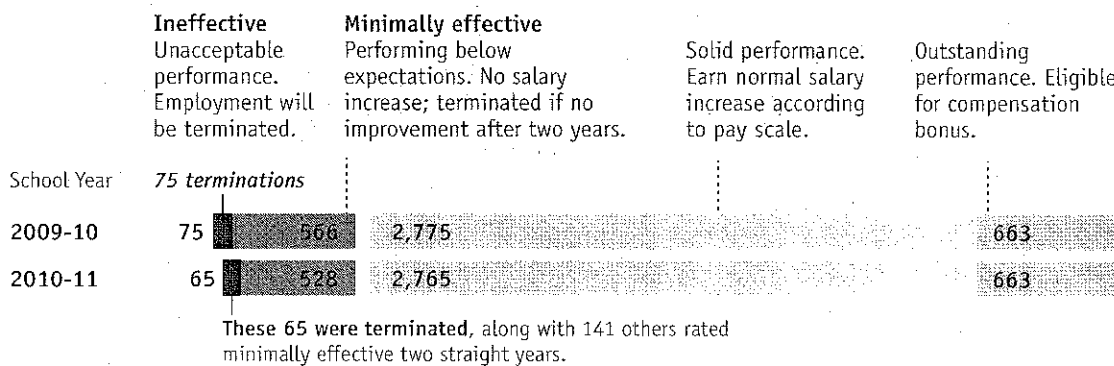 Ineffective
Unacceptable
performance.
Employment will
be terminated.
Minimally effective
Performing below
expectations. No salary
increase; terminated if no
improvement after two years.
Solid performance.
Earn normal salary
increase according
to pay scale.
Outstanding
performance. Eligible
for compensation
bonus.
School Year 75 terminations
2009-10 75 566 2,775 663
2010-11 65 528 2,765 663
These 65 were terminated, along with 141 others rated
minimally effective two straight years.